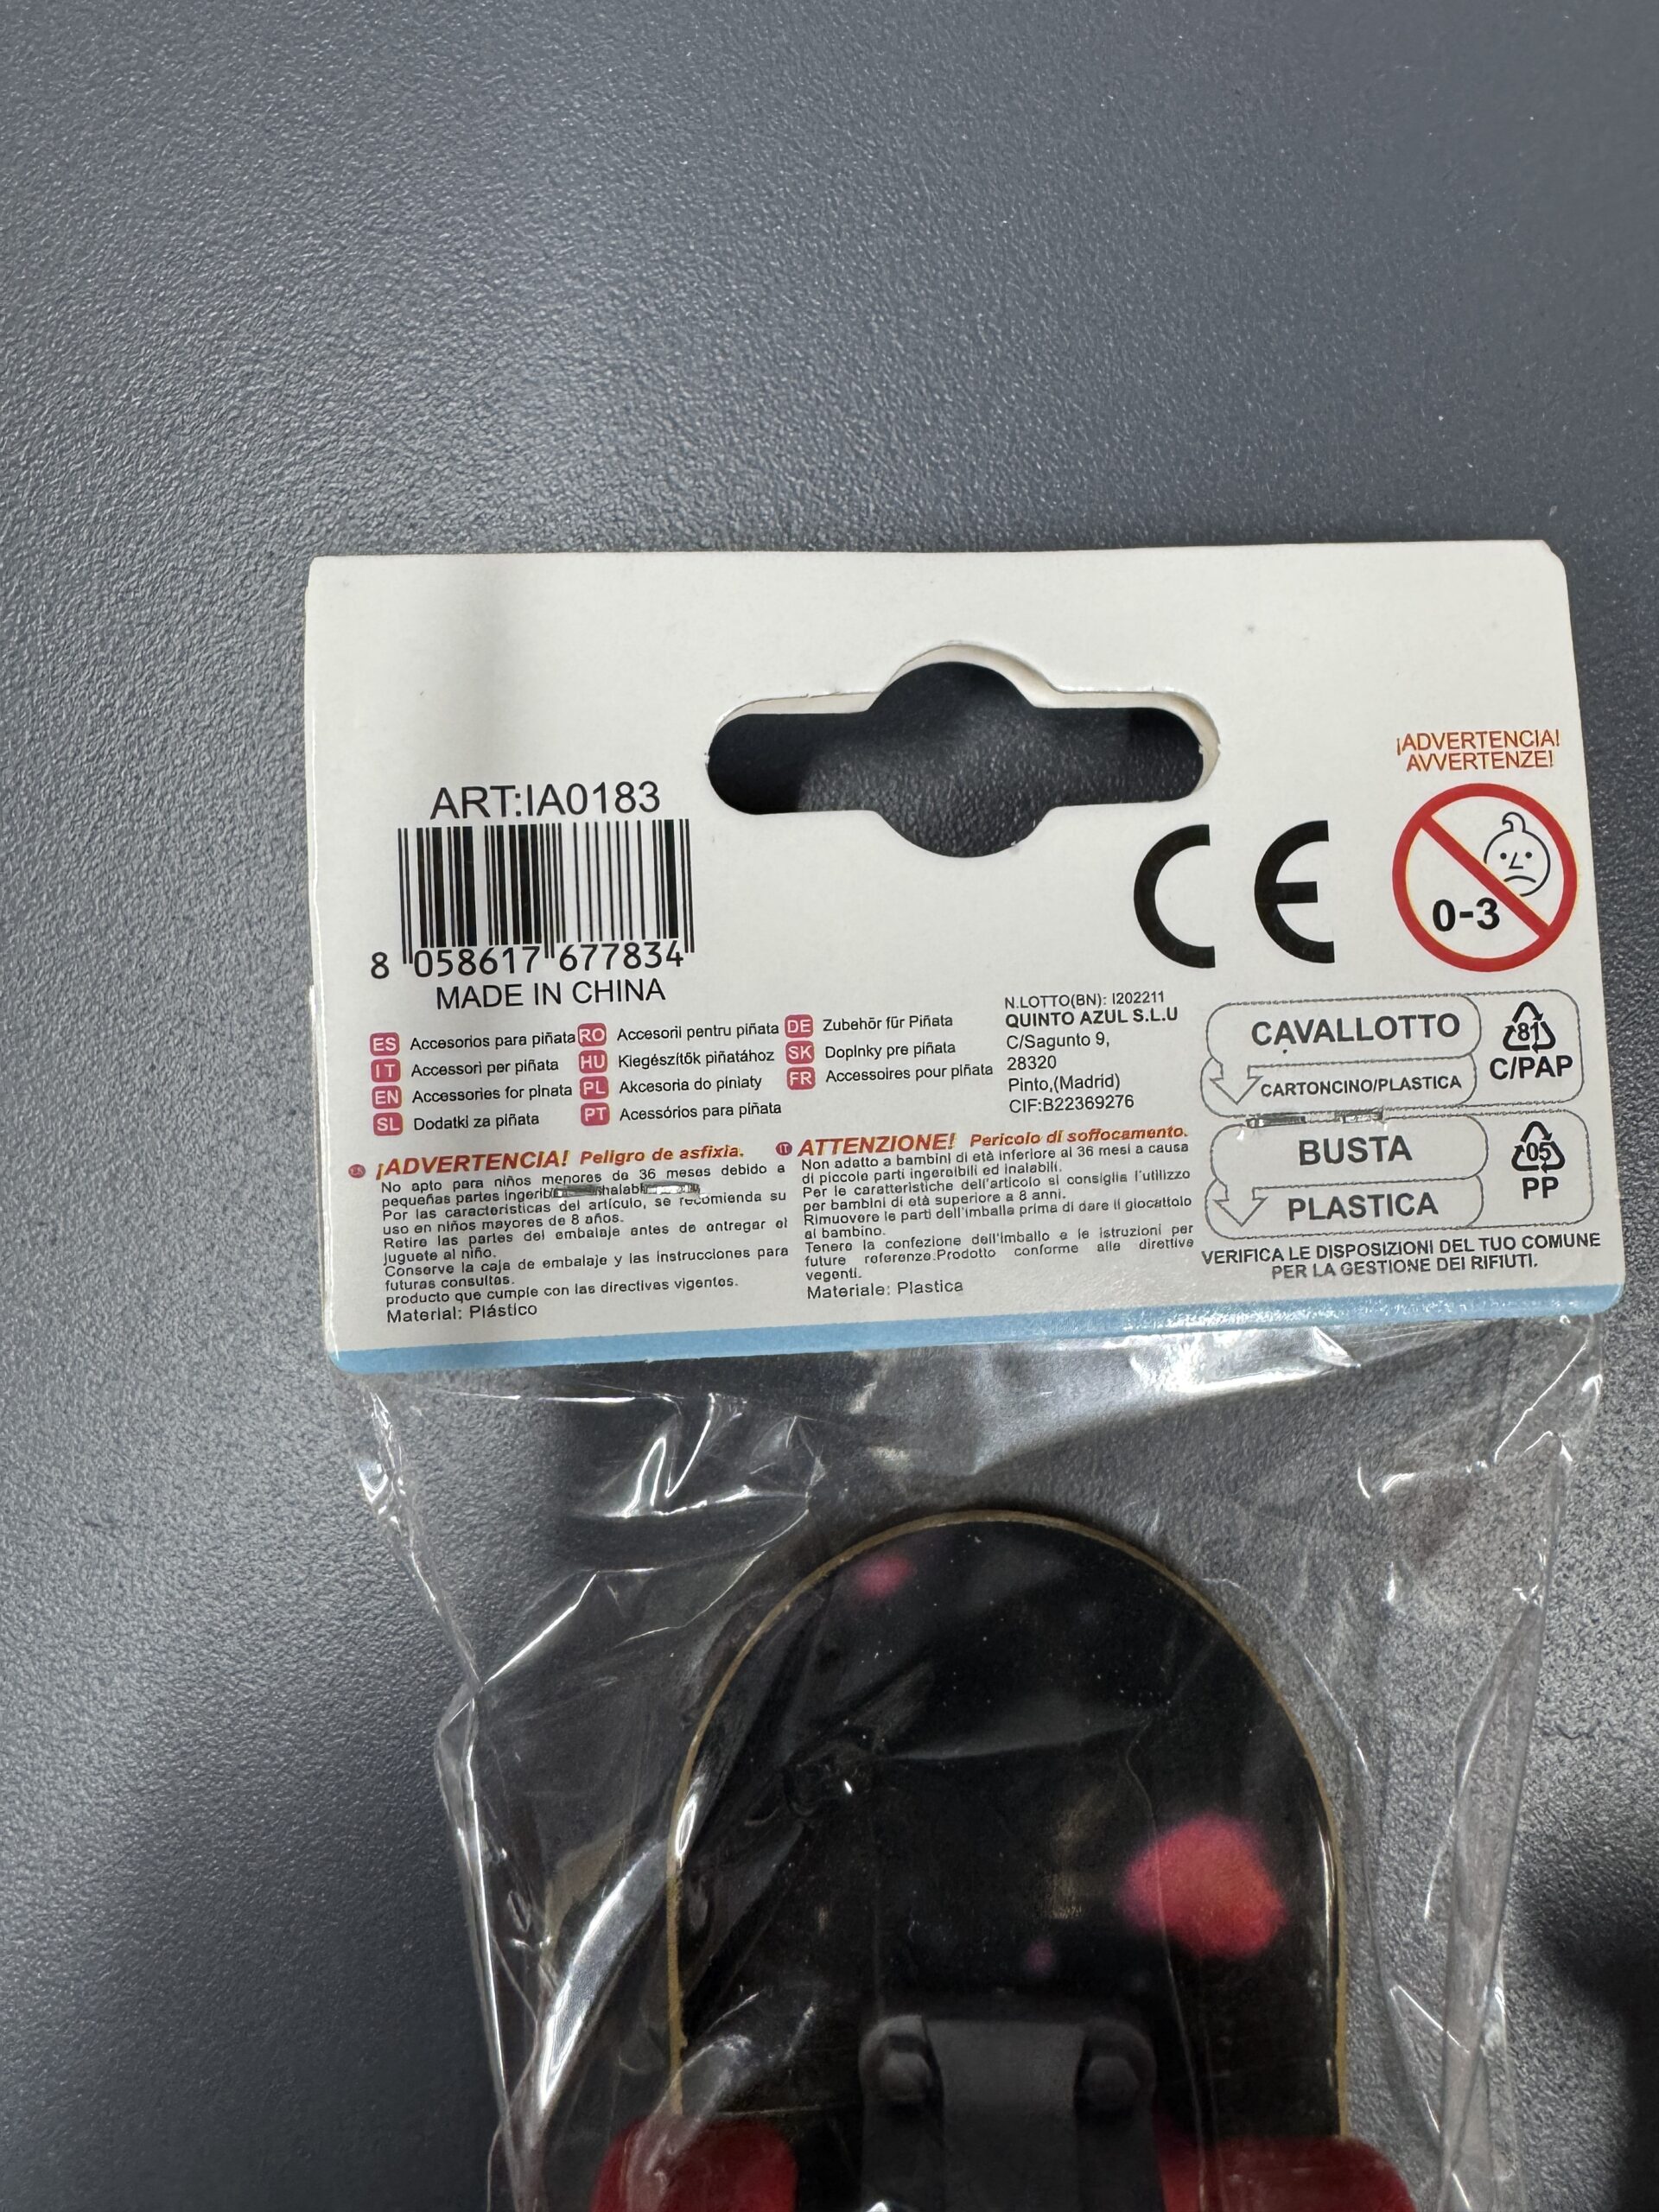 ART:IA0183
8 058617 677834
MADE IN CHINA
CE
¡ADVERTENCIA!
AVVERTENZE!
0-3
ES Accesorios para piñata
IT Accessori per piñata
EN Accessories for pinata
SL Dodatki za piñata
RO Accesorii pentru piñata
HU Kiegészítők piñatához
PL Akcesoria do piniaty
PT Acessórios para piñata
DE Zubehör für Piñata
SK Doplnky pre piñata
FR Accessoires pour piñata
N.LOTTO(BN): I202211
QUINTO AZUL S.L.U
C/Sagunto 9,
28320
Pinto,(Madrid)
CIF:B22369276
CAVALLOTTO
CARTONCINO/PLASTICA
81
C/PAP
BUSTA
PLASTICA
05
PP
VERIFICA LE DISPOSIZIONI DEL TUO COMUNE
PER LA GESTIONE DEI RIFIUTI.
ES ¡ADVERTENCIA! Peligro de asfixia.
No apto para niños menores de 36 meses debido a
pequeñas partes
Por las características del artículo, se recomienda su
uso en niños mayores de 8 años.
Retire las partes del embalaje antes de entregar el
juguete al niño.
Conserve la caja de embalaje y las instrucciones para
futuras consultas.
producto que cumple con las directivas vigentes.
Material: Plástico
IT ATTENZIONE! Pericolo di soffocamento.
Non adatto a bambini di età inferiore ai 36 mesi a causa
di piccole parti ingeribili ed inalabili.
Per le caratteristiche dell'articolo si consiglia l'utilizzo
per bambini di età superiore a 8 anni.
Rimuovere le parti dell'imballa prima di dare il giocattolo
al bambino.
Tenere la confezione dell'imballo e le istruzioni per
future referenze.Prodotto conforme alle direttive
vegenti.
Materiale: Plastica